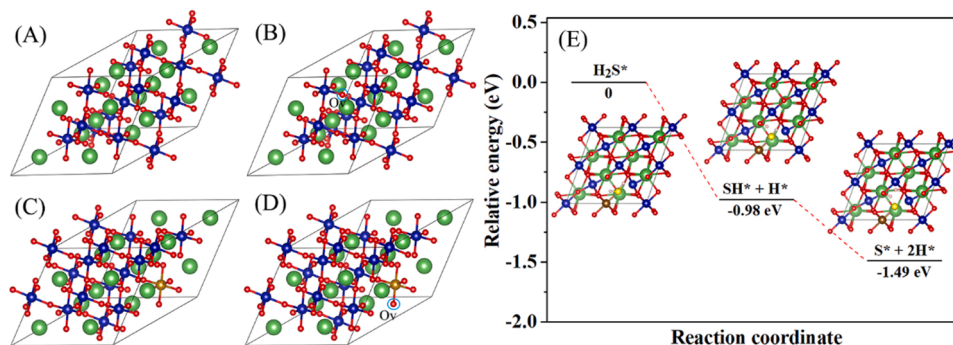 (A)
(B)
Ov
(C)
(D)
Ov
(E)
Relative energy (eV)
-0.5
0.0
-0.5
-1.0
-1.5
-2.0
H₂S*
0
SH* + H*
-0.98 eV
S* + 2H*
-1.49 eV
Reaction coordinate